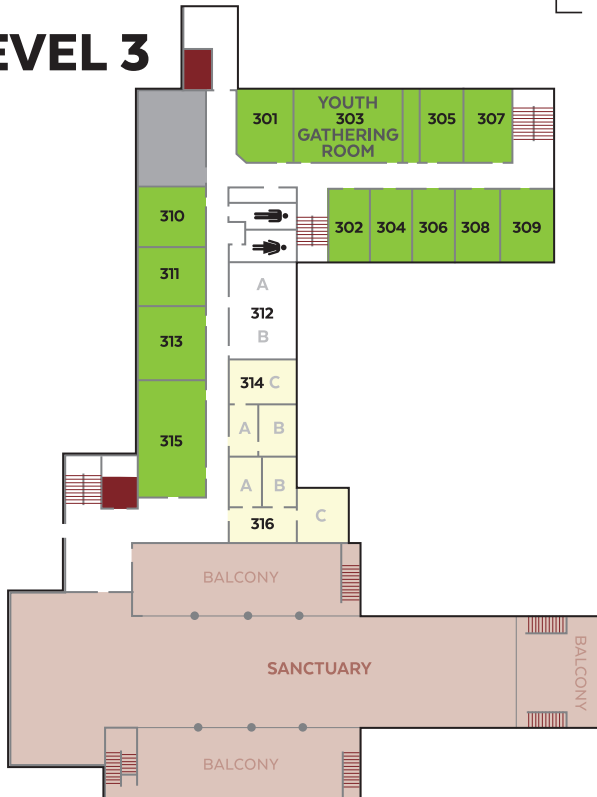 EVEL 3
301
YOUTH
303
GATHERING
ROOM
305
307
310
302
304
306
308
309
311
A
312
B
313
314 C
A
B
315
A
B
316
C
BALCONY
SANCTUARY
BALCONY
BALCONY